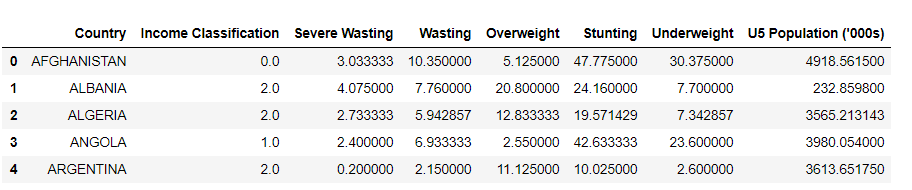 Country Income Classification Severe Wasting Wasting Overweight Stunting Underweight U5 Population ('000s)
0 AFGHANISTAN 0.0 3.033333 10.350000 5.125000 47.775000 30.375000 4918.561500
1 ALBANIA 2.0 4.075000 7.760000 20.800000 24.160000 7.700000 232.859800
2 ALGERIA 2.0 2.733333 5.942857 12.833333 19.571429 7.342857 3565.213143
3 ANGOLA 1.0 2.400000 6.933333 2.550000 42.633333 23.600000 3980.054000
4 ARGENTINA 2.0 0.200000 2.150000 11.125000 10.025000 2.600000 3613.651750